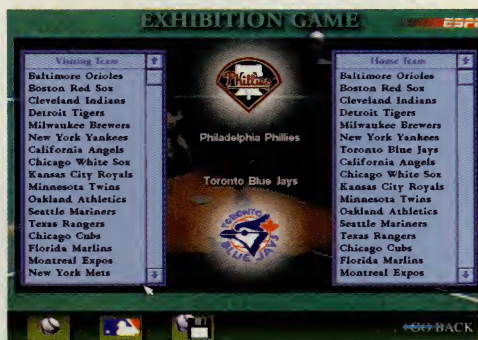 EXHIBITION GAME
ESPN
Visiting Team
Baltimore Orioles
Boston Red Sox
Cleveland Indians
Detroit Tigers
Milwaukee Brewers
New York Yankees
California Angels
Chicago White Sox
Kansas City Royals
Minnesota Twins
Oakland Athletics
Seattle Mariners
Texas Rangers
Chicago Cubs
Florida Marlins
Montreal Expos
New York Mets
Phillies
Philadelphia Phillies
Toronto Blue Jays
TORONTO
BLUE JAYS
Home Team
Baltimore Orioles
Boston Red Sox
Cleveland Indians
Detroit Tigers
Milwaukee Brewers
New York Yankees
Toronto Blue Jays
California Angels
Chicago White Sox
Kansas City Royals
Minnesota Twins
Oakland Athletics
Seattle Mariners
Texas Rangers
Chicago Cubs
Florida Marlins
Montreal Expos
GO BACK